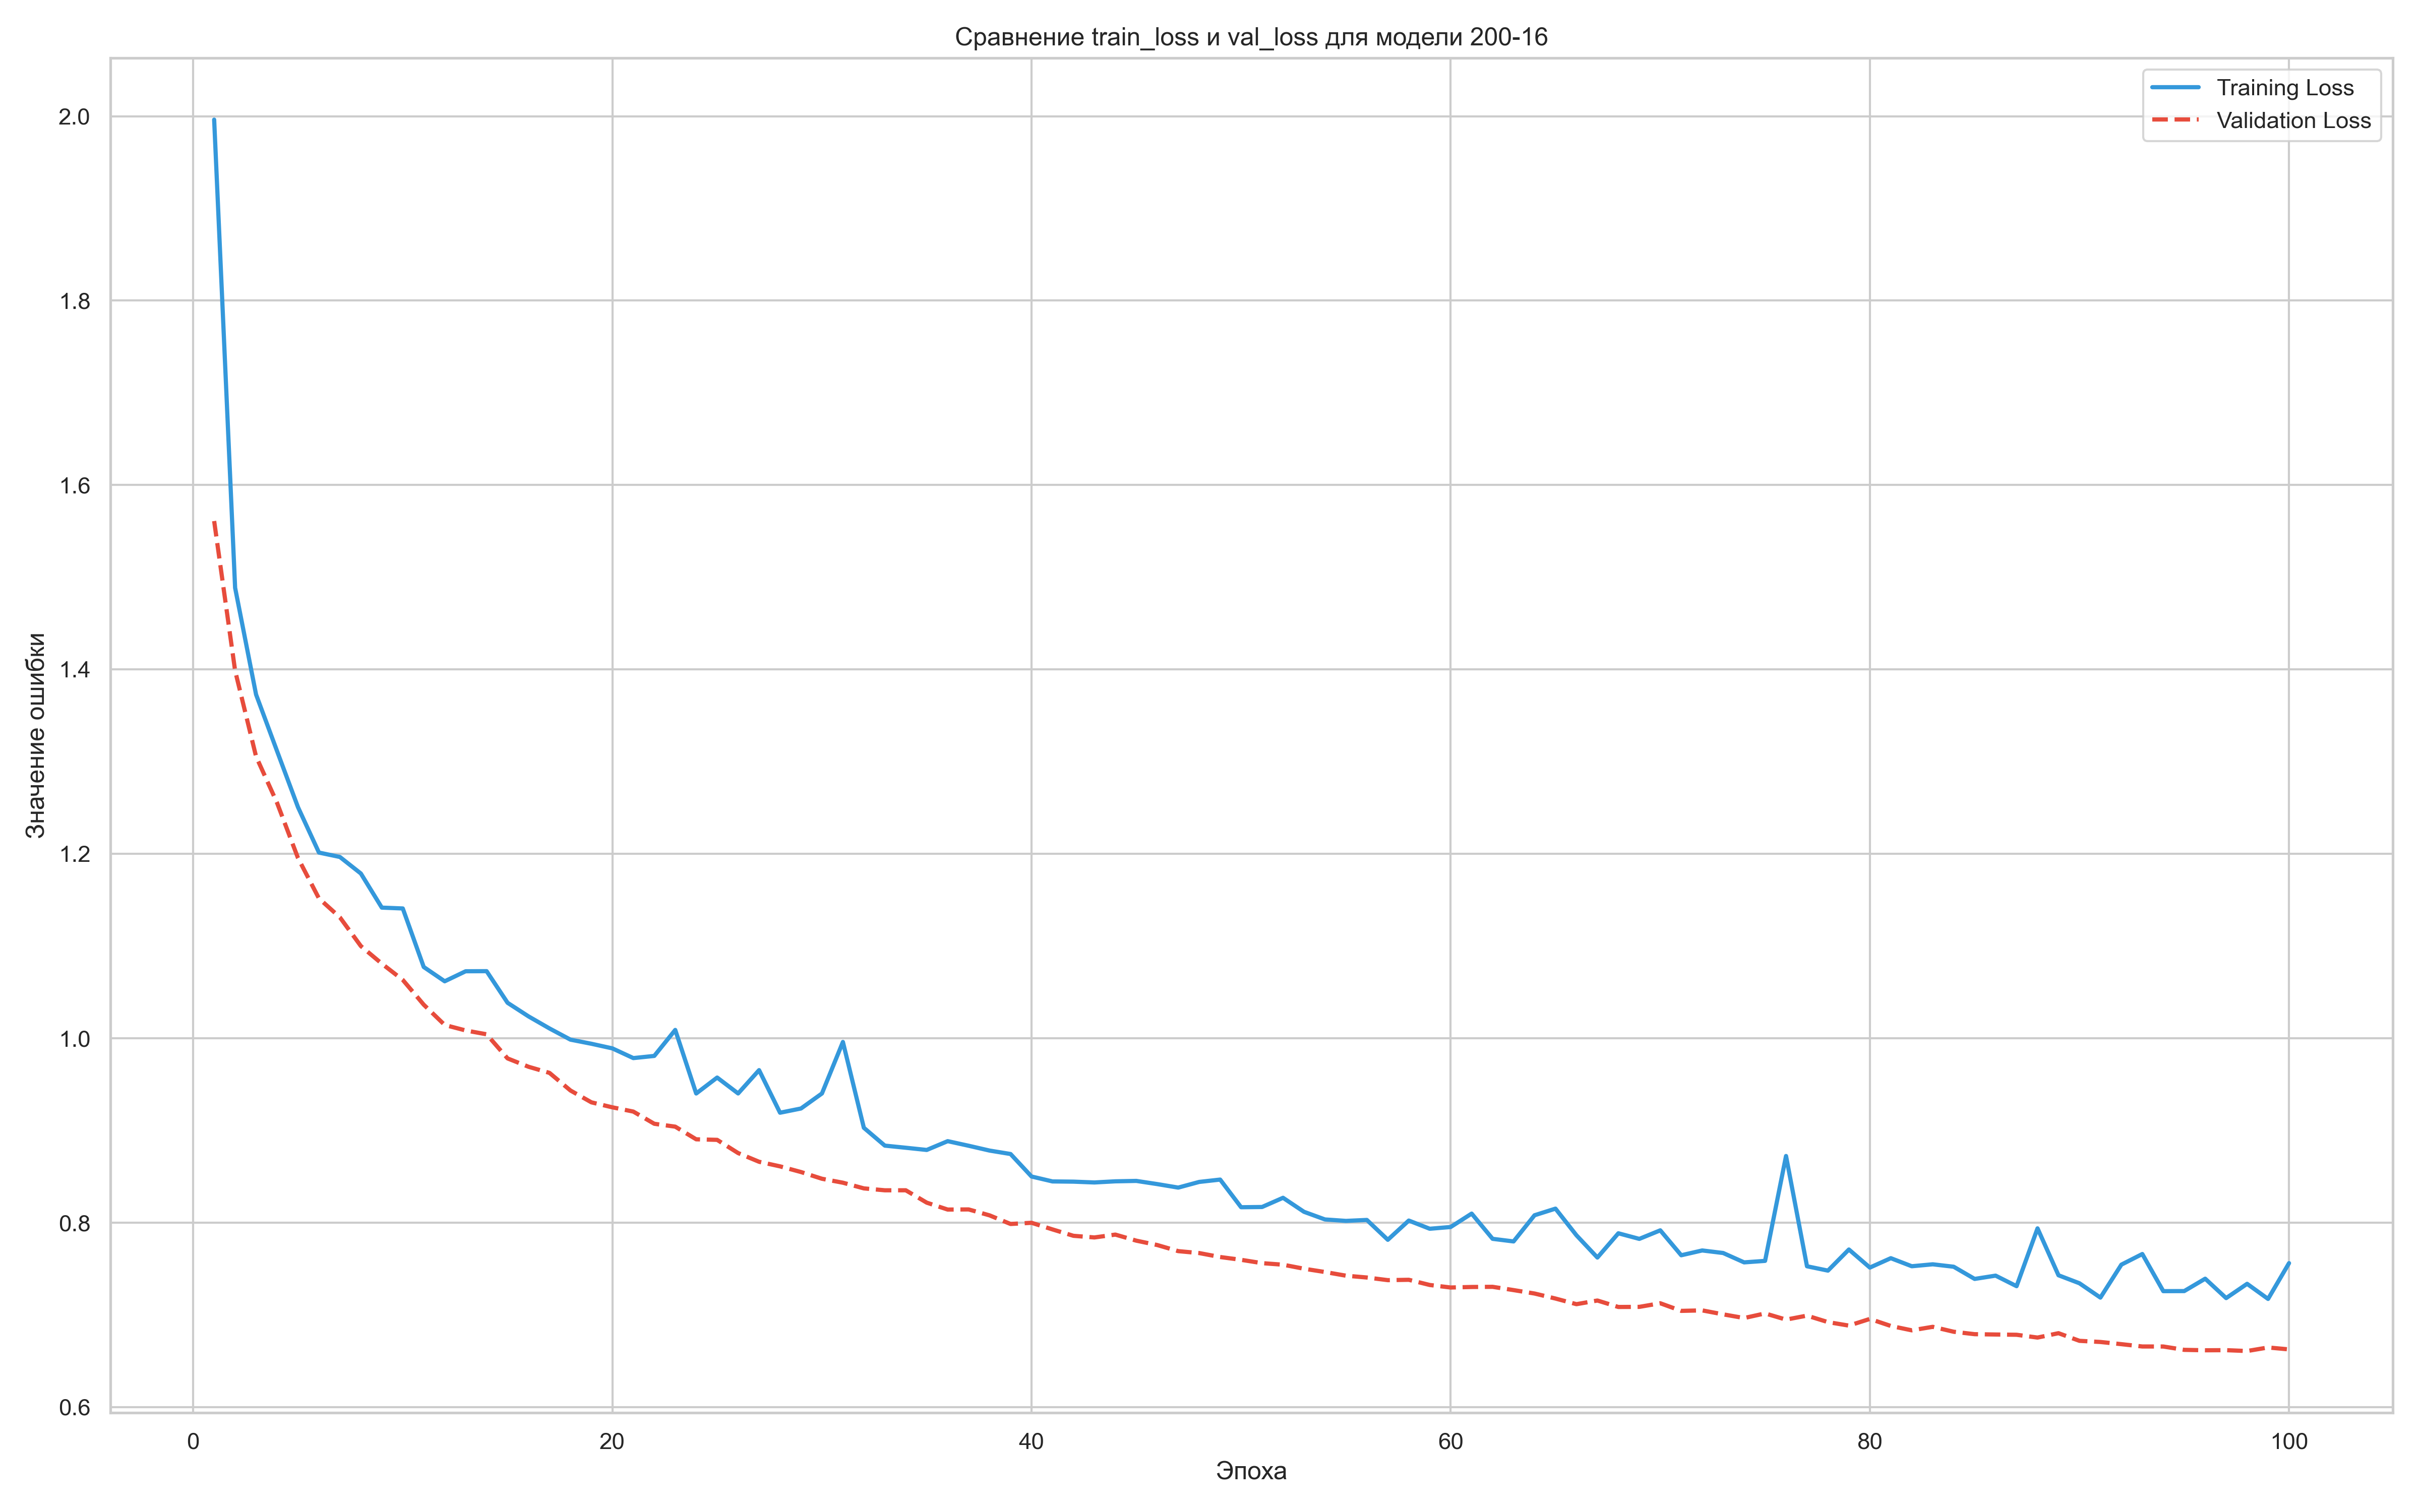 Сравнение train_loss и val_loss для модели 200-16
Training Loss
Validation Loss
2.0
1.8
1.6
1.4
1.2
1.0
0.8
0.6
Значение ошибки
0 20 40 60 80 100
Эпоха